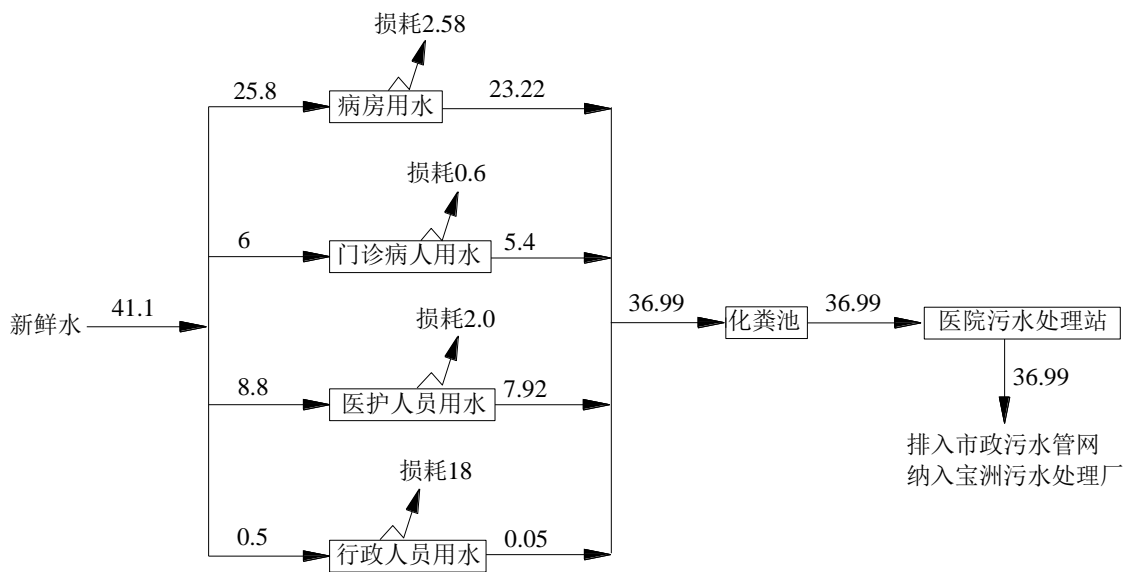 损耗2.58
25.8
病房用水
23.22
损耗0.6
6
门诊病人用水
5.4
新鲜水
41.1
36.99
化粪池
36.99
医院污水处理站
损耗2.0
8.8
医护人员用水
7.92
36.99
排入市政污水管网
纳入宝洲污水处理厂
损耗18
0.5
行政人员用水
0.05